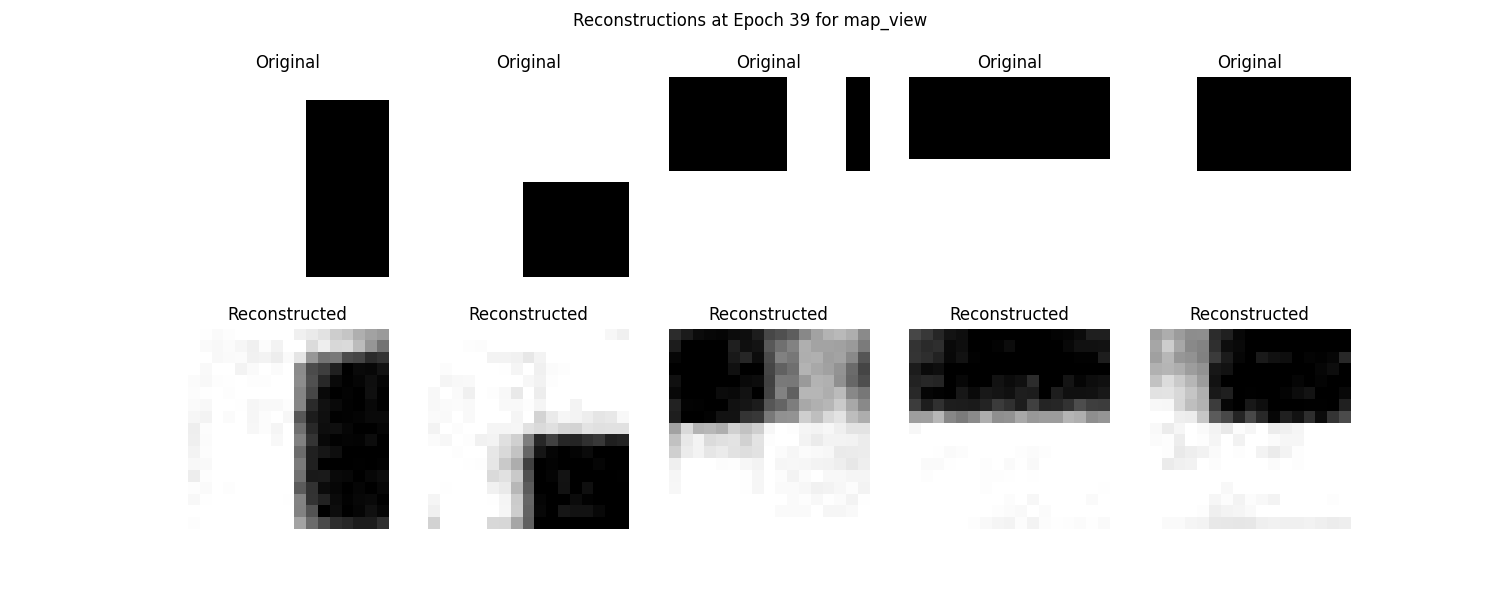 Reconstructions at Epoch 39 for map_view
Original Original Original Original Original
Reconstructed Reconstructed Reconstructed Reconstructed Reconstructed